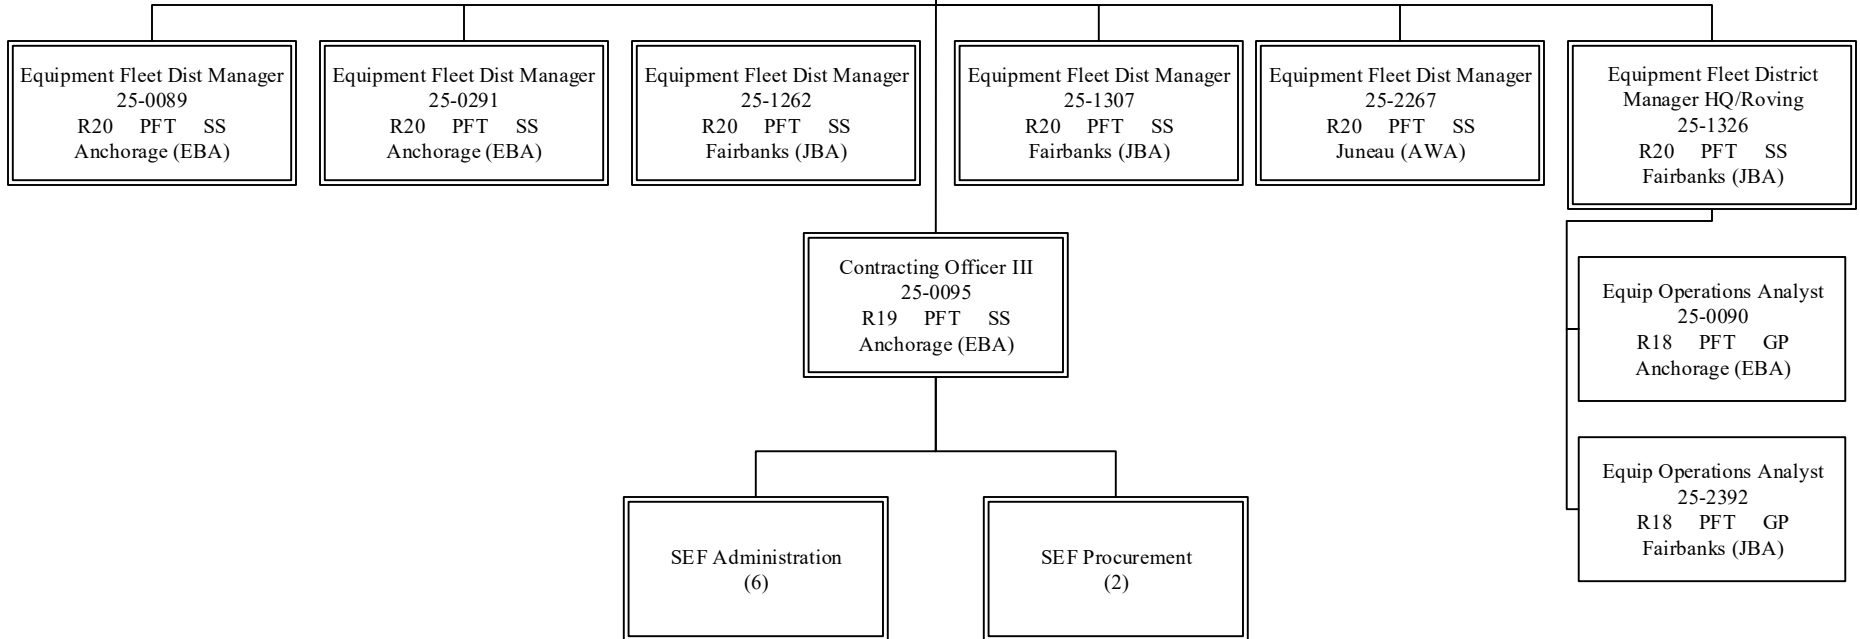 Equipment Fleet Dist Manager
25-0089
R20 PFT SS
Anchorage (EBA)
Equipment Fleet Dist Manager
25-0291
R20 PFT SS
Anchorage (EBA)
Equipment Fleet Dist Manager
25-1262
R20 PFT SS
Fairbanks (JBA)
Equipment Fleet Dist Manager
25-1307
R20 PFT SS
Fairbanks (JBA)
Equipment Fleet Dist Manager
25-2267
R20 PFT SS
Juneau (AWA)
Equipment Fleet District
Manager HQ/Roving
25-1326
R20 PFT SS
Fairbanks (JBA)
Contracting Officer III
25-0095
R19 PFT SS
Anchorage (EBA)
Equip Operations Analyst
25-0090
R18 PFT GP
Anchorage (EBA)
Equip Operations Analyst
25-2392
R18 PFT GP
Fairbanks (JBA)
SEF Administration
(6)
SEF Procurement
(2)